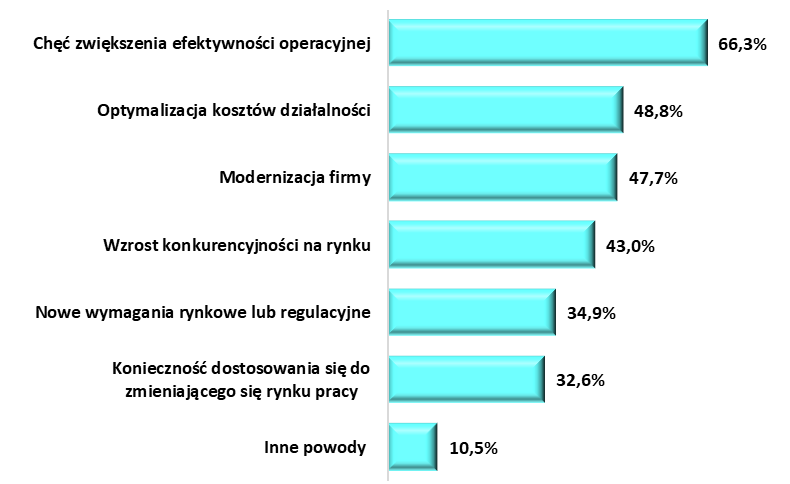 Chęć zwiększenia efektywności operacyjnej 66,3%
Optymalizacja kosztów działalności 48,8%
Modernizacja firmy 47,7%
Wzrost konkurencyjności na rynku 43,0%
Nowe wymagania rynkowe lub regulacyjne 34,9%
Konieczność dostosowania się do
zmieniającego się rynku pracy 32,6%
Inne powody 10,5%